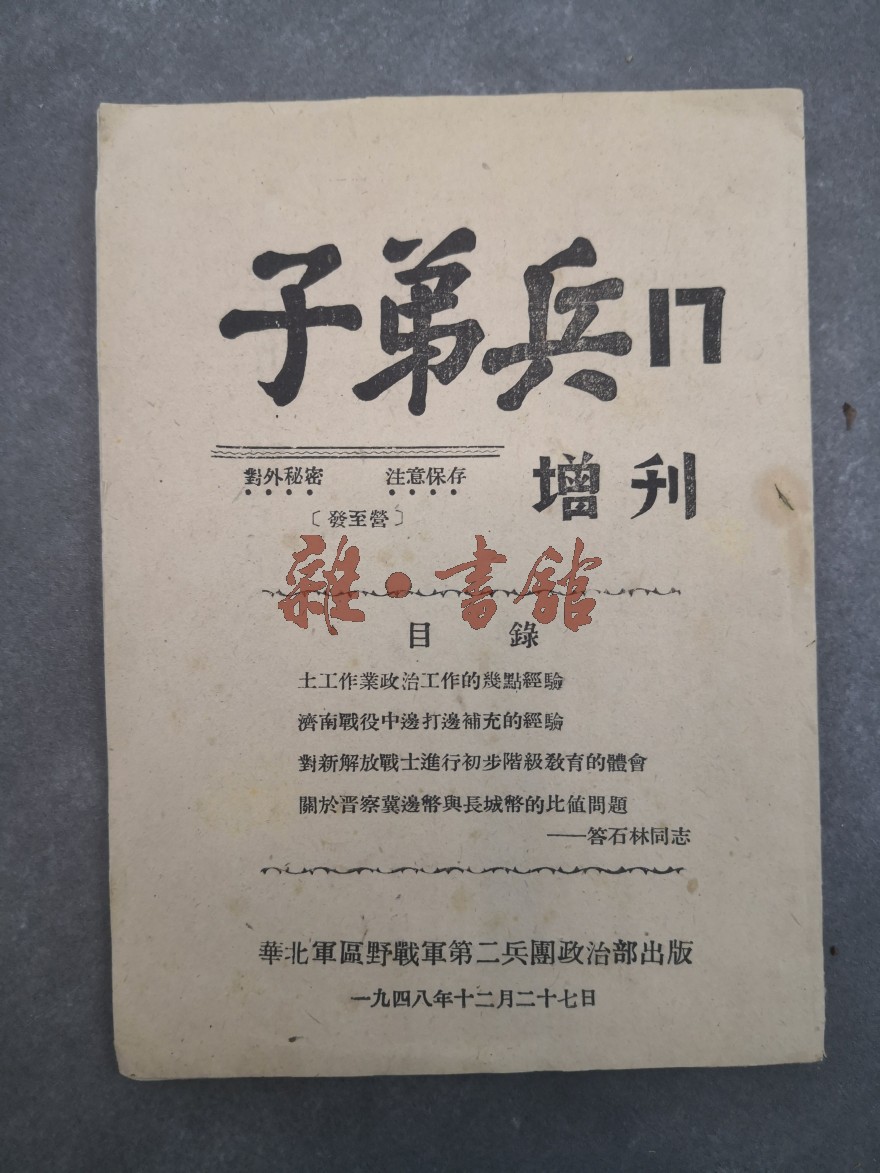 子弟兵 17
增刊
對外秘密 注意保存
〔發至營〕
雜·書館
目錄
土工作業政治工作的幾點經驗
濟南戰役中邊打邊補充的經驗
對新解放戰士進行初步階級敎育的體會
關於晋察冀邊幣與長城幣的比值問題
——答石林同志
華北軍區野戰軍第二兵團政治部出版
一九四八年十二月二十七日